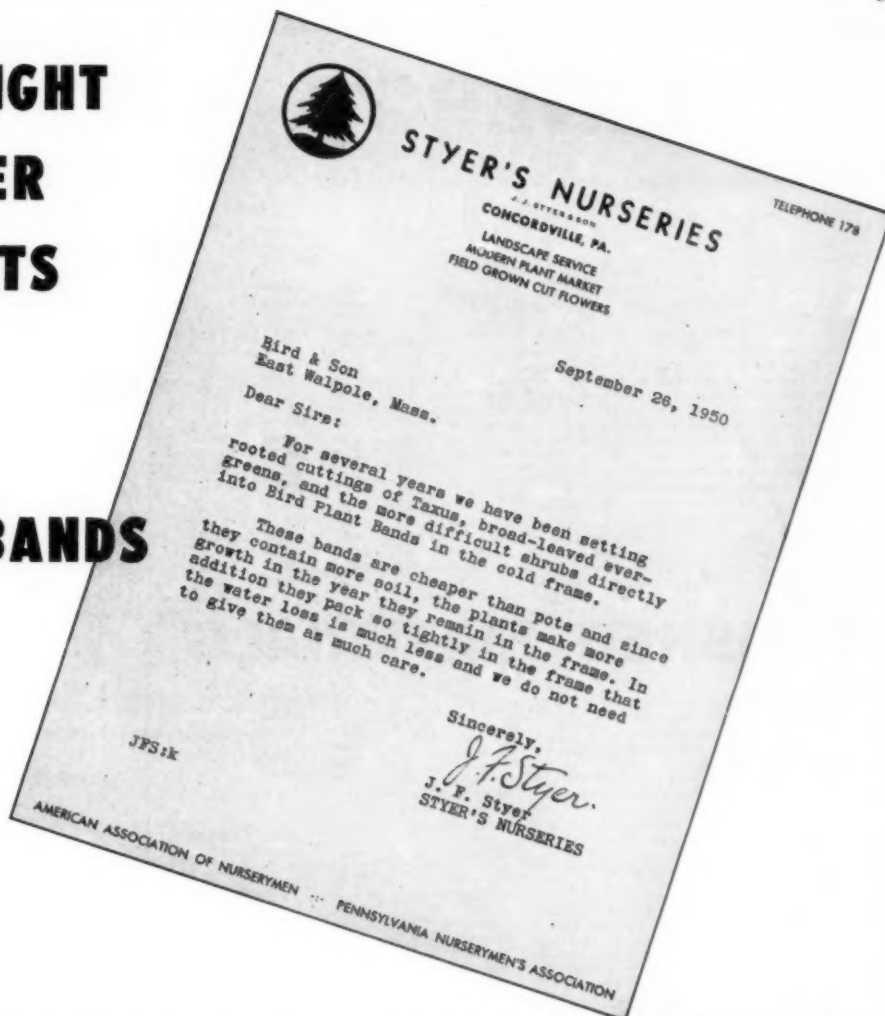 IGHT
ER
TS
BANDS
STYER'S NURSERIES
J. J. STYER & SON
CONCORDVILLE, PA.
LANDSCAPE SERVICE
MODERN PLANT MARKET
FIELD GROWN CUT FLOWERS
TELEPHONE 178
September 26, 1950
Bird & Son
East Walpole, Mass.
Dear Sirs:
For several years we have been setting
rooted cuttings of Taxus, broad-leaved ever-
greens, and the more difficult shrubs directly
into Bird Plant Bands in the cold frame.
These bands are cheaper than pots and since
they contain more soil, the plants make more
growth in the year they remain in the frame. In
addition they pack so tightly in the frame that
the water loss is much less and we do not need
to give them as much care.
Sincerely,
J. F. Styer.
J. F. Styer
STYER'S NURSERIES
JFS:k
AMERICAN ASSOCIATION OF NURSERYMEN ... PENNSYLVANIA NURSERYMEN'S ASSOCIATION